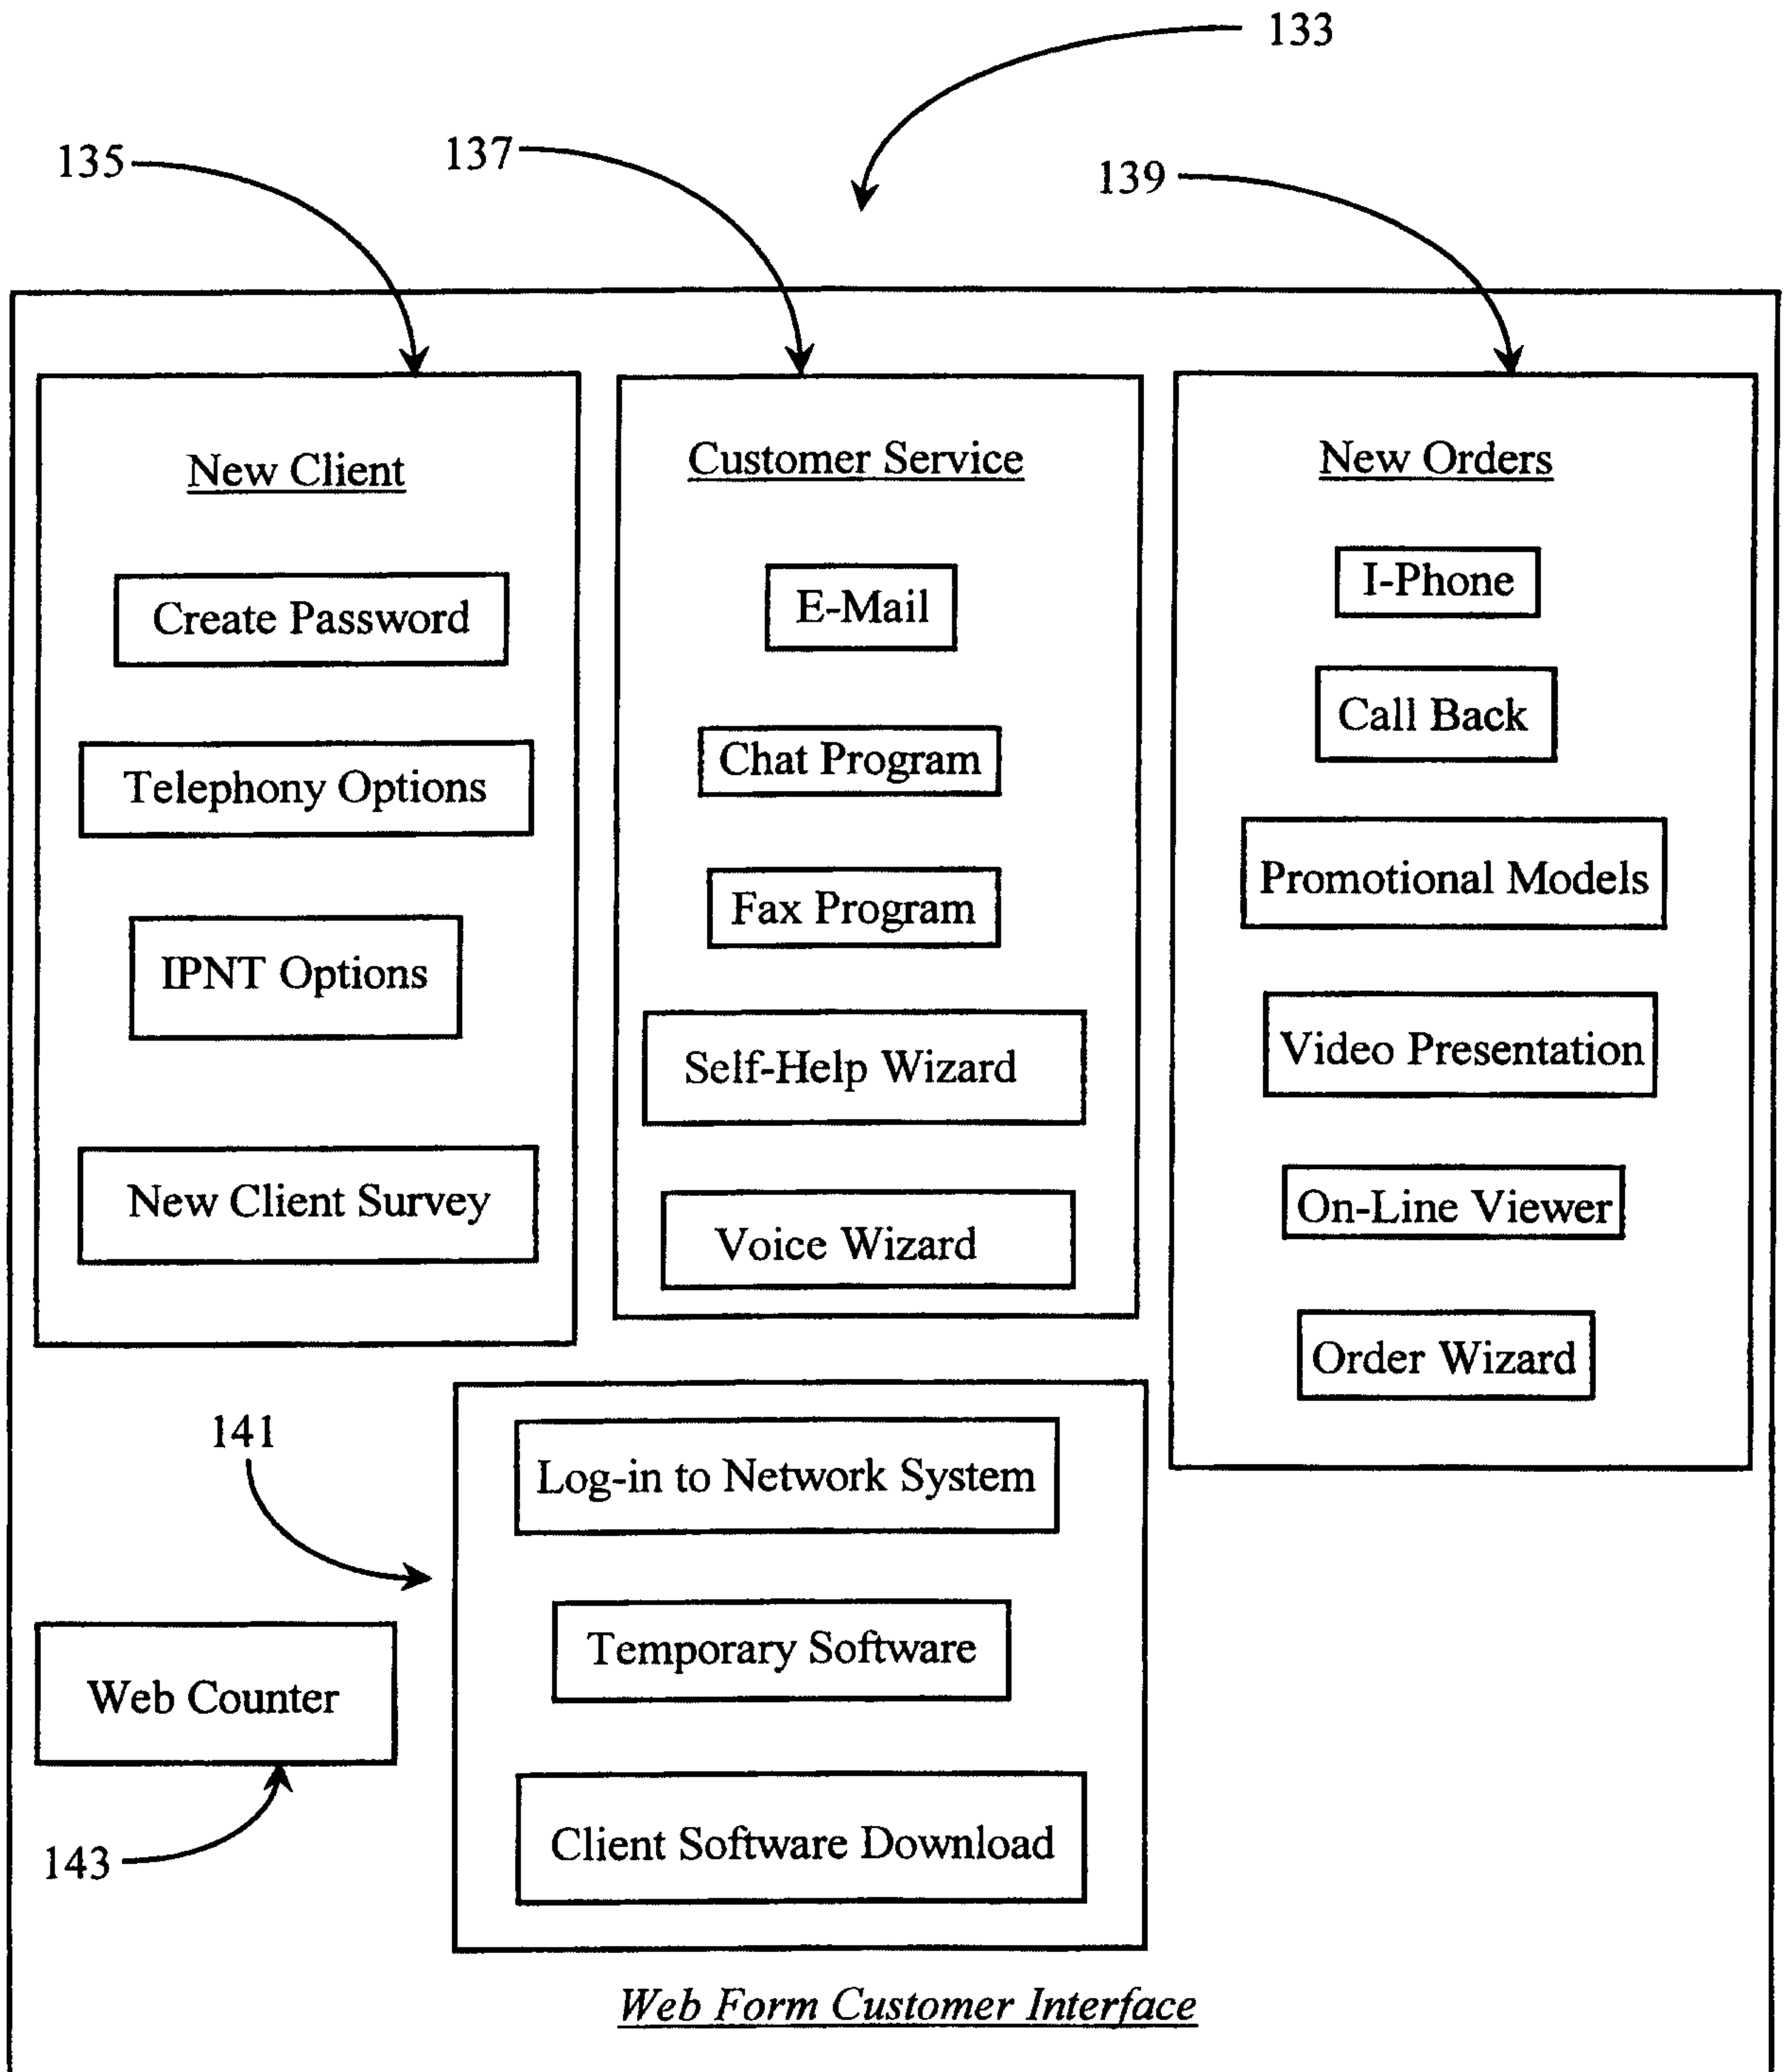 133
135
137
139
New Client
Create Password
Telephony Options
IPNT Options
New Client Survey
Customer Service
E-Mail
Chat Program
Fax Program
Self-Help Wizard
Voice Wizard
New Orders
I-Phone
Call Back
Promotional Models
Video Presentation
On-Line Viewer
Order Wizard
141
Log-in to Network System
Temporary Software
Client Software Download
Web Counter
143
Web Form Customer Interface